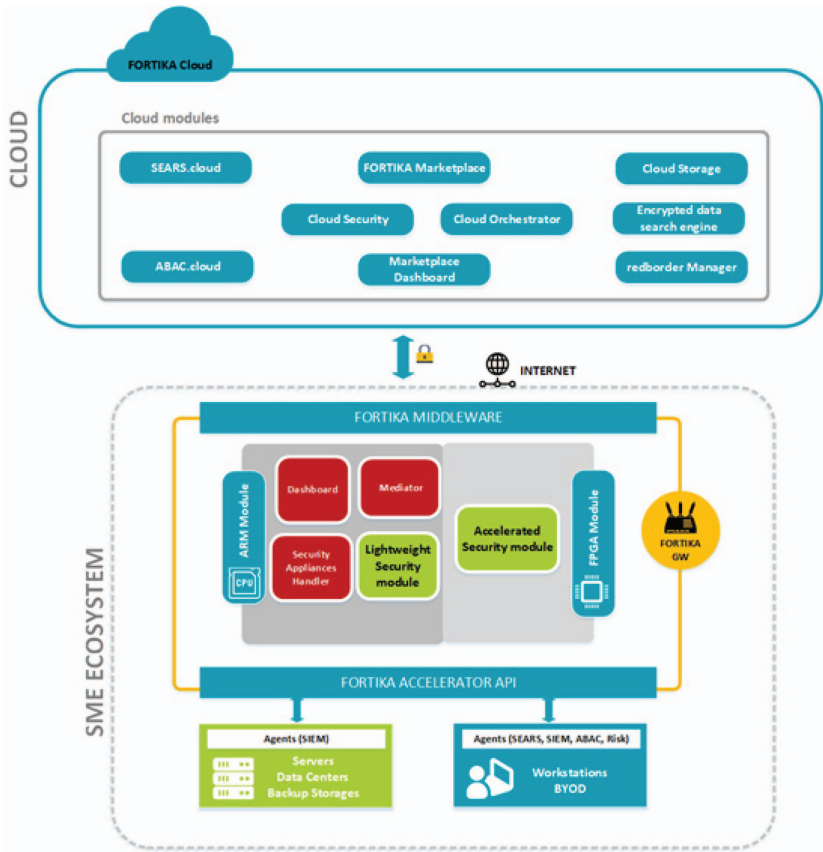 FORTIKA Cloud
CLOUD
Cloud modules
SEARS.cloud
FORTIKA Marketplace
Cloud Storage
Cloud Security
Cloud Orchestrator
Encrypted data
search engine
ABAC.cloud
Marketplace
Dashboard
redborder Manager
INTERNET
SME ECOSYSTEM
FORTIKA MIDDLEWARE
ARM Module
CPU
Dashboard
Mediator
Security
Appliances
Handler
Lightweight
Security
module
Accelerated
Security module
FPGA Module
FORTIKA
GW
FORTIKA ACCELERATOR API
Agents (SIEM)
Servers
Data Centers
Backup Storages
Agents (SEARS, SIEM, ABAC, Risk)
Workstations
BYOD